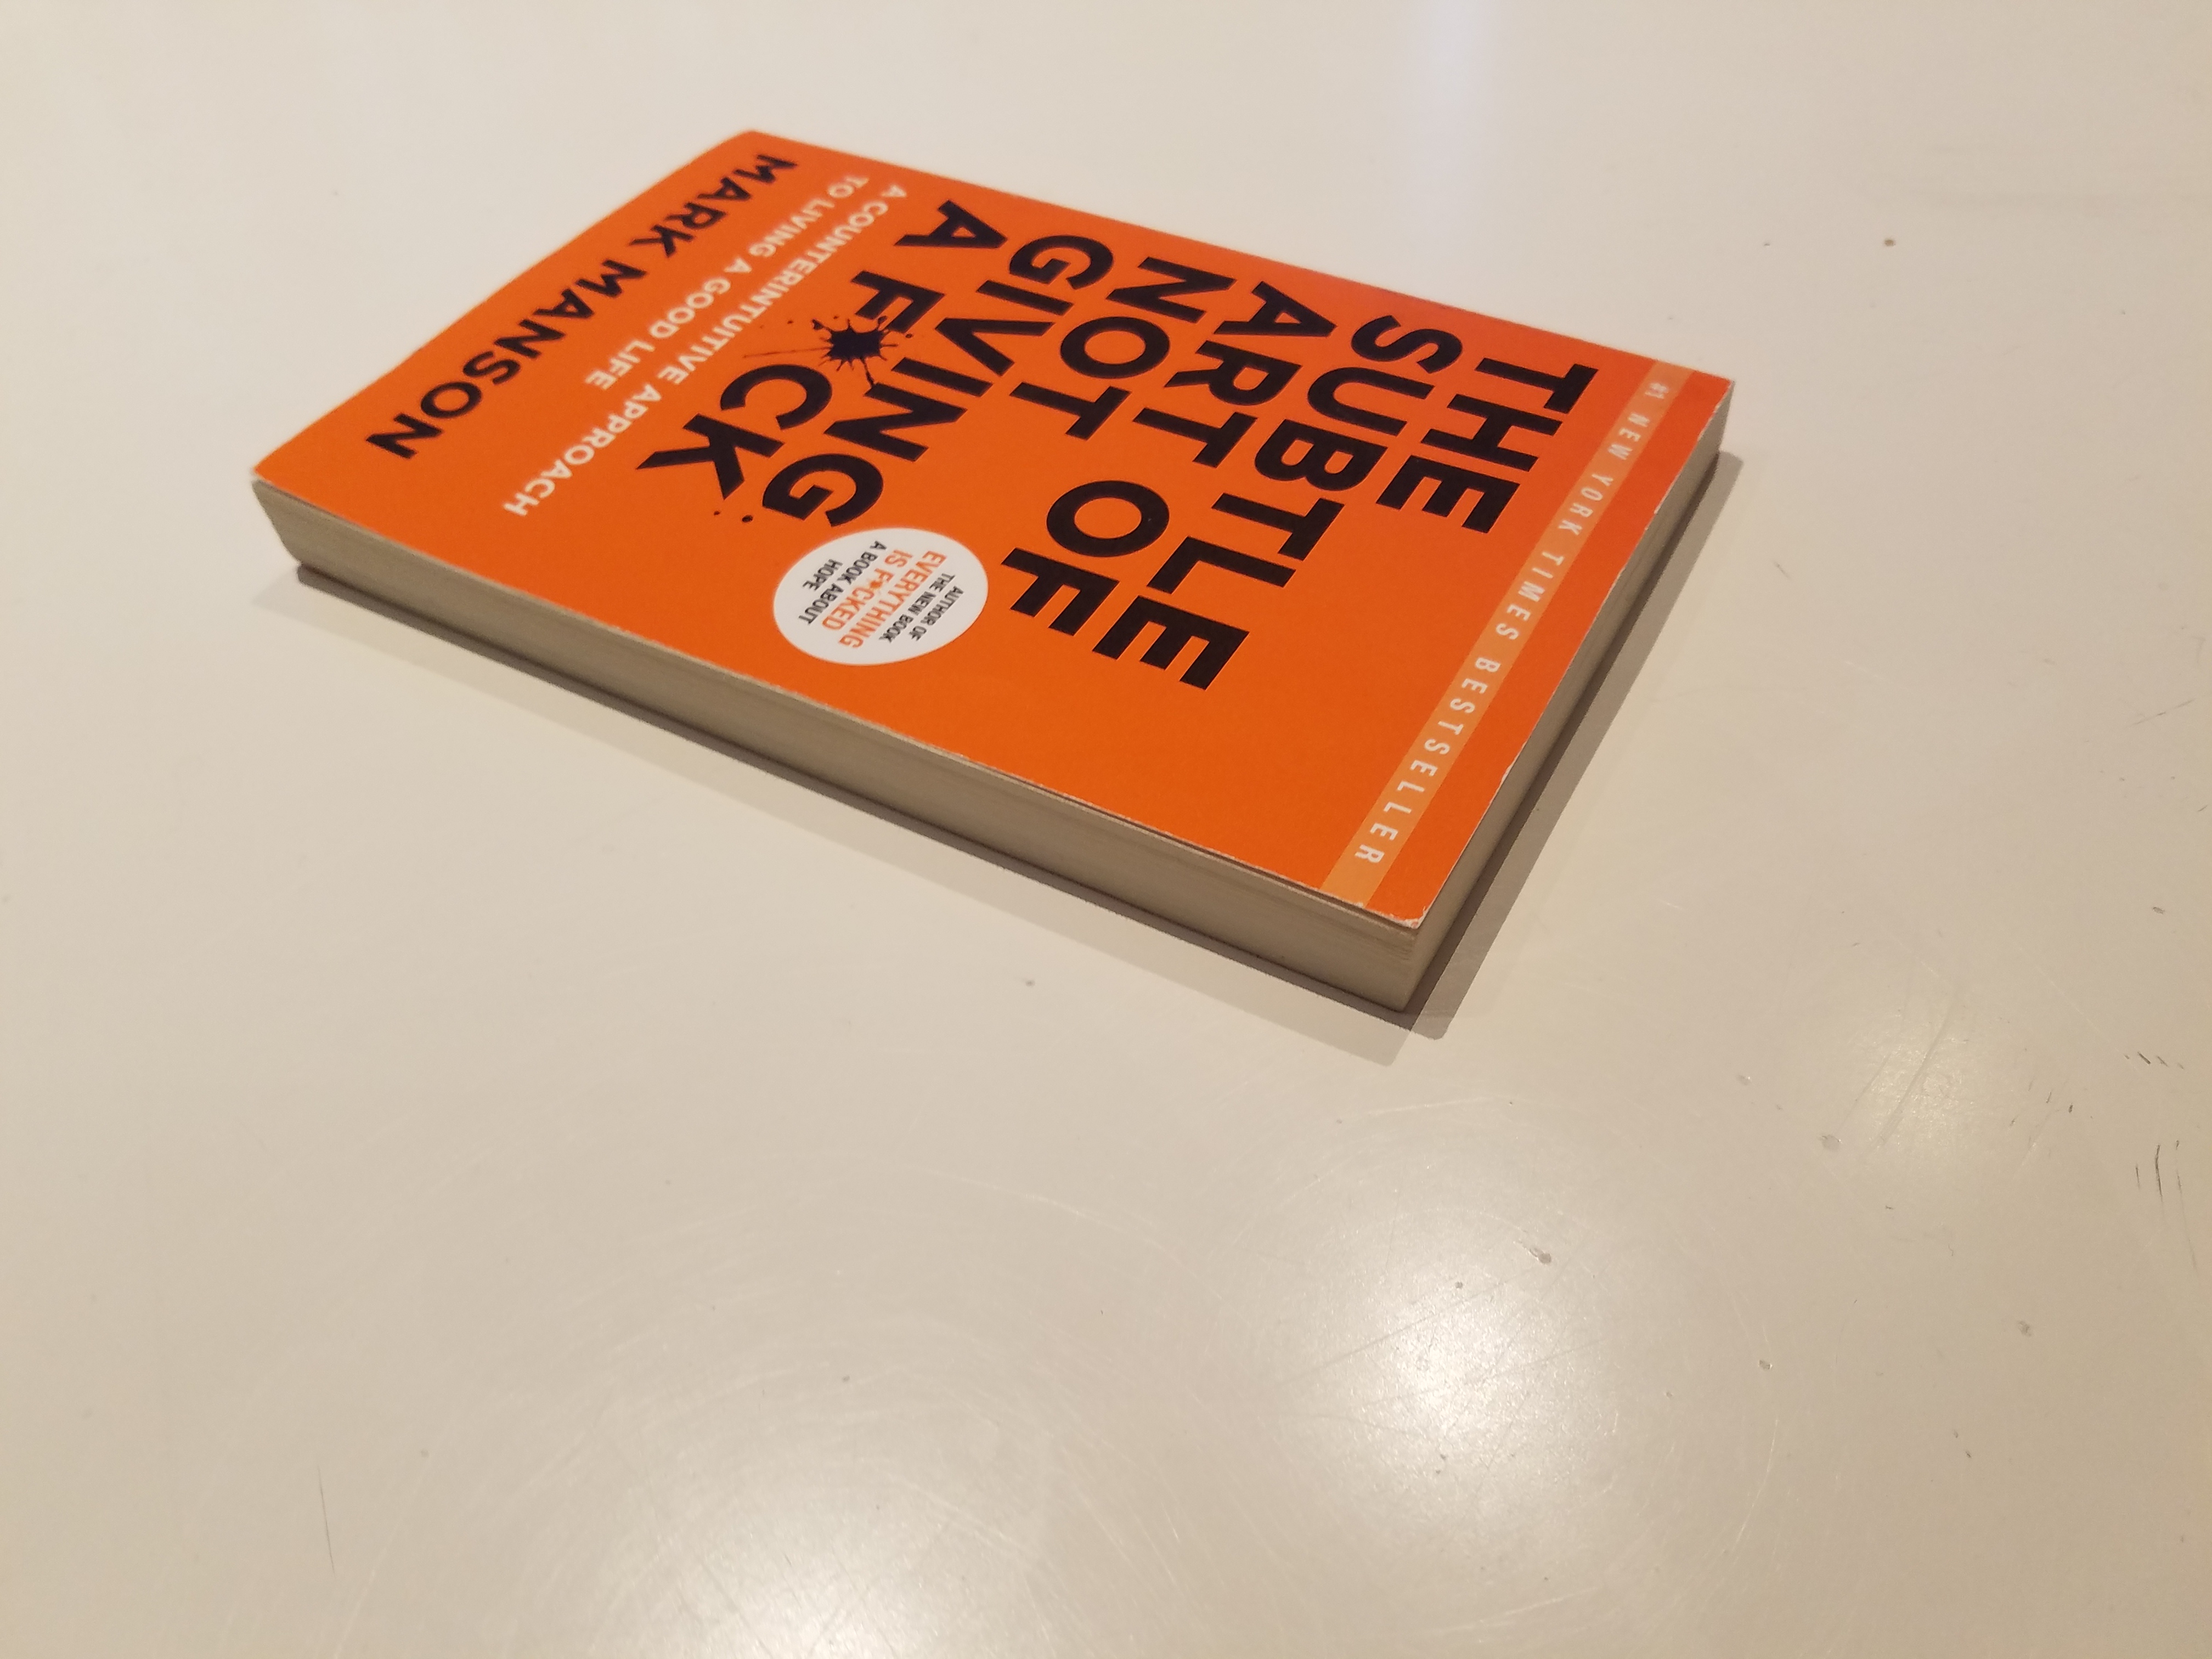 #1 NEW YORK TIMES BESTSELLER
THE
SUBTLE
ART OF
NOT
GIVING
A F CK
AUTHOR OF
THE NEW BOOK
EVERYTHING
IS F*CKED
A BOOK ABOUT
HOPE
A COUNTERINTUITIVE APPROACH
TO LIVING A GOOD LIFE
MARK MANSON